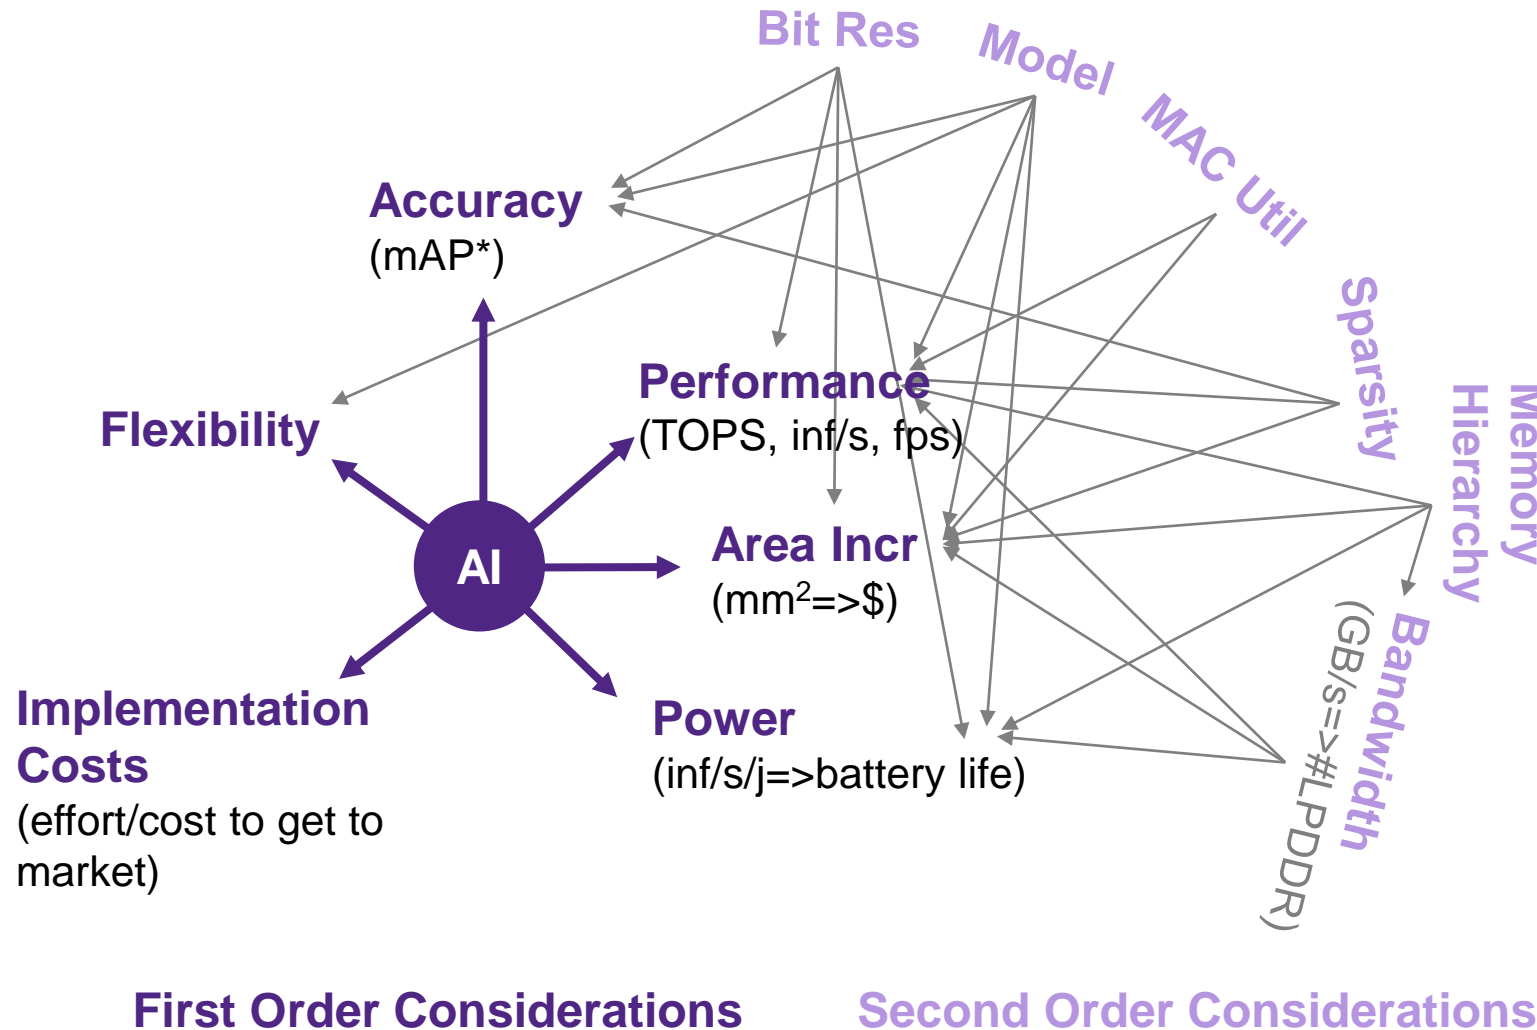 Bit Res
Model
MAC Util
Sparsity
Memory
Hierarchy
Bandwidth
(GB/s=>#LPDDR)
Accuracy
(mAP*)
Flexibility
Performance
(TOPS, inf/s, fps)
AI
Area Incr
(mm²=>$)
Implementation
Costs
(effort/cost to get to
market)
Power
(inf/s/j=>battery life)
First Order Considerations
Second Order Considerations